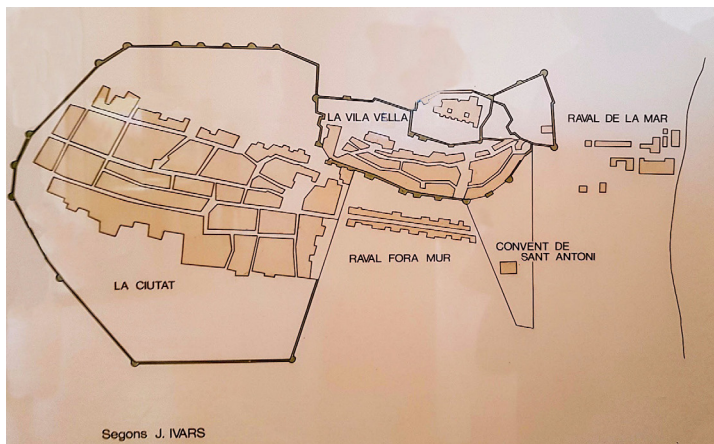 LA VILA VELLA
RAVAL DE LA MAR
RAVAL FORA MUR
CONVENT DE
SANT ANTONI
LA CIUTAT
Segons J. IVARS